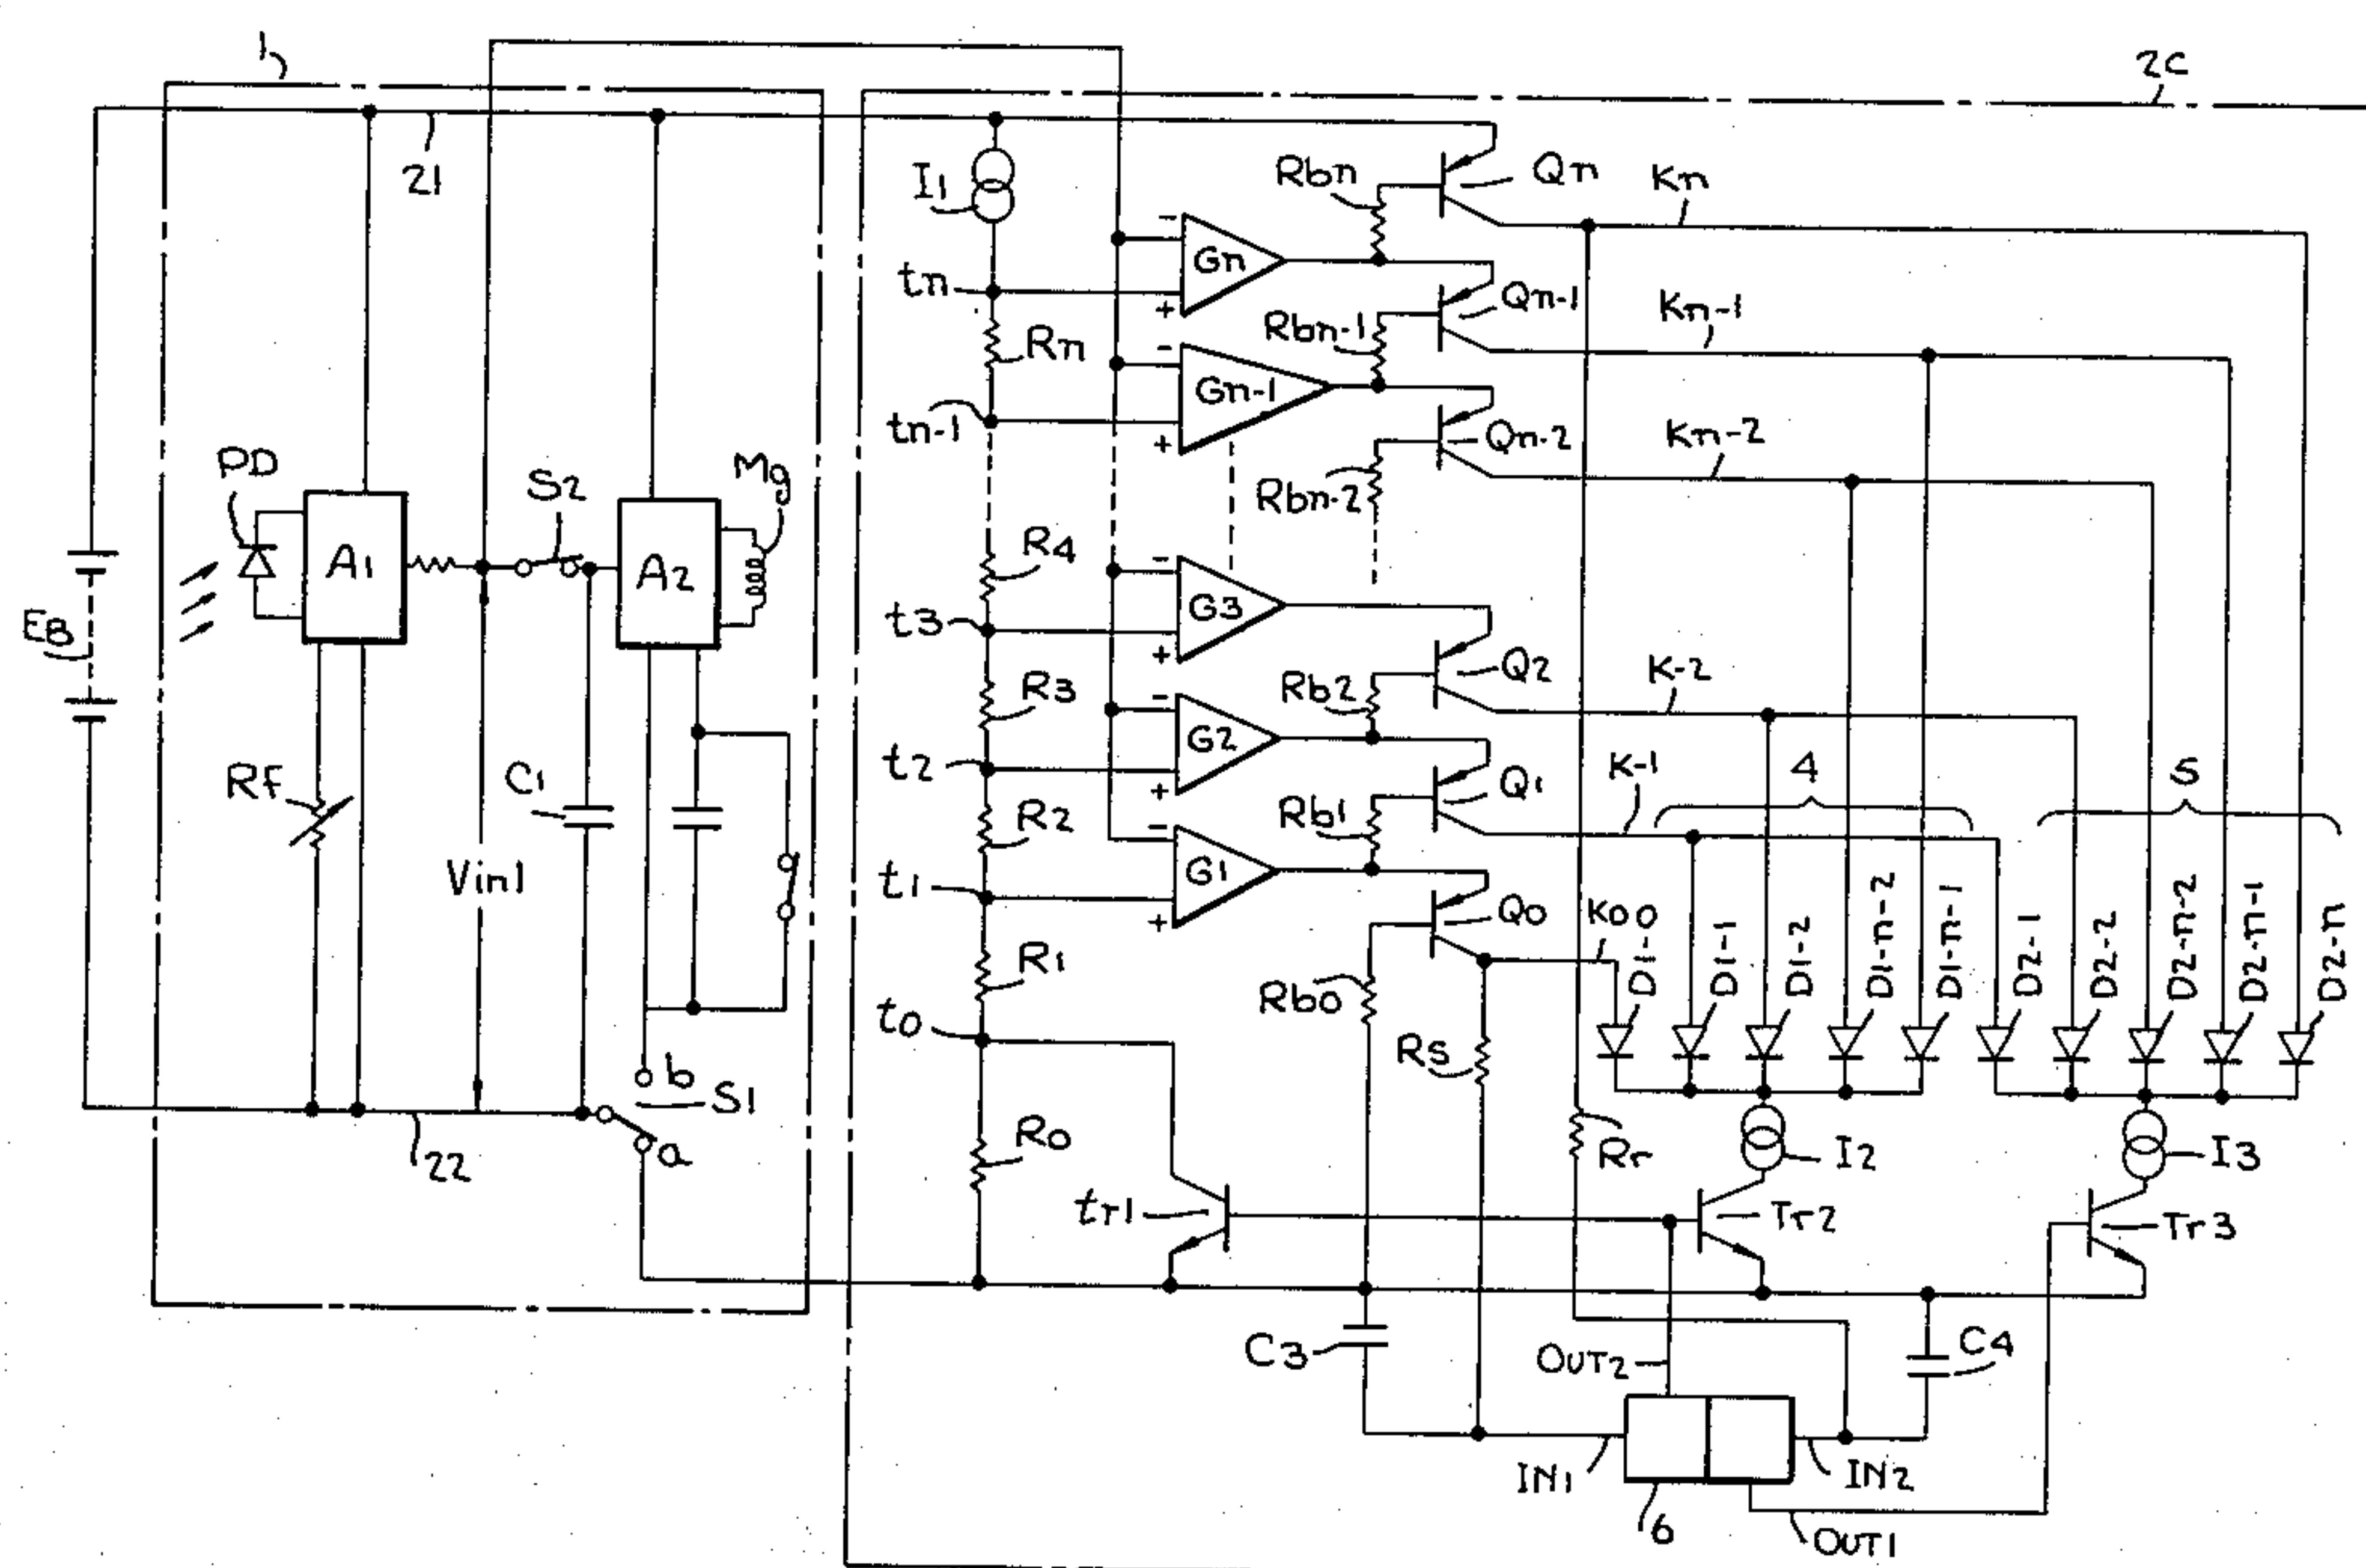 1
2C
21
I1
Rbn
Qn
Kn
-
Gn
+
tn
Rn
Rbn-1
Qn-1
Kn-1
-
Gn-1
+
tn-1
Qn-2
Kn-2
Rbn-2
PD
A1
S2
A2
Mg
EB
R4
-
G3
+
t3
Q2
K-2
R3
Rb2
-
G2
+
t2
Q1
K-1
4
5
Rf
C1
R2
Rb1
Vin1
-
G1
+
t1
Q0
K00
D1-
D1-1
D1-2
D1-n-2
D1-n-1
D2-1
D2-2
D2-n-2
D2-n-1
D2-n
R1
Rb0
Rs
t0
b
S1
a
22
R0
Rr
I2
I3
tr1
Tr2
Tr3
C3
OUT2
C4
IN1
IN2
6
OUT1